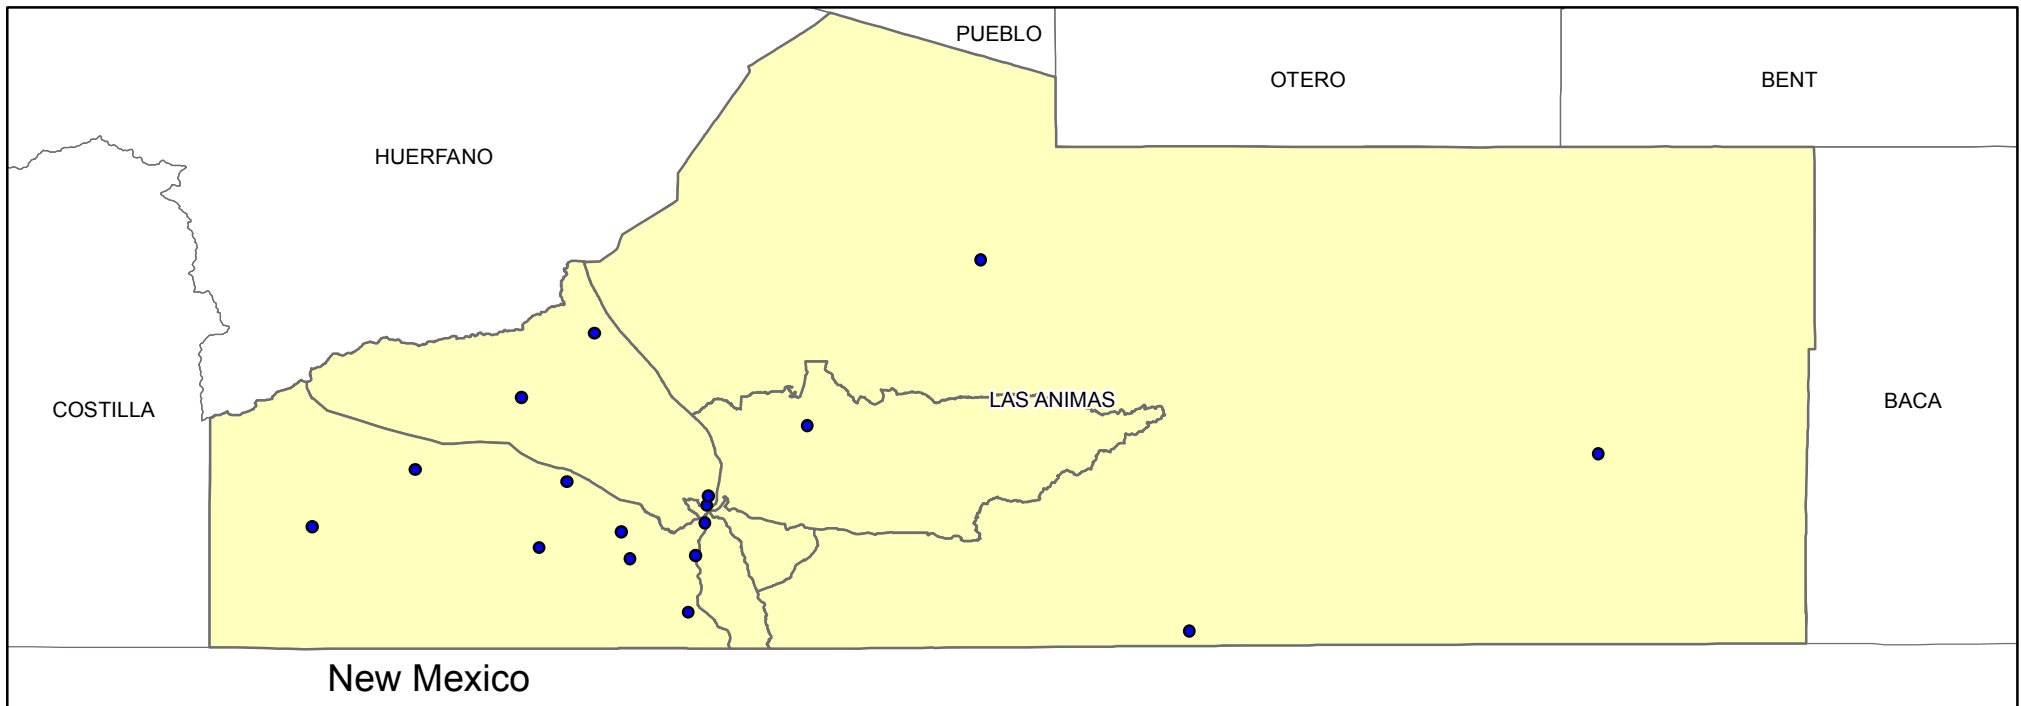 PUEBLO
OTERO
BENT
HUERFANO
LAS ANIMAS
COSTILLA
BACA
New Mexico